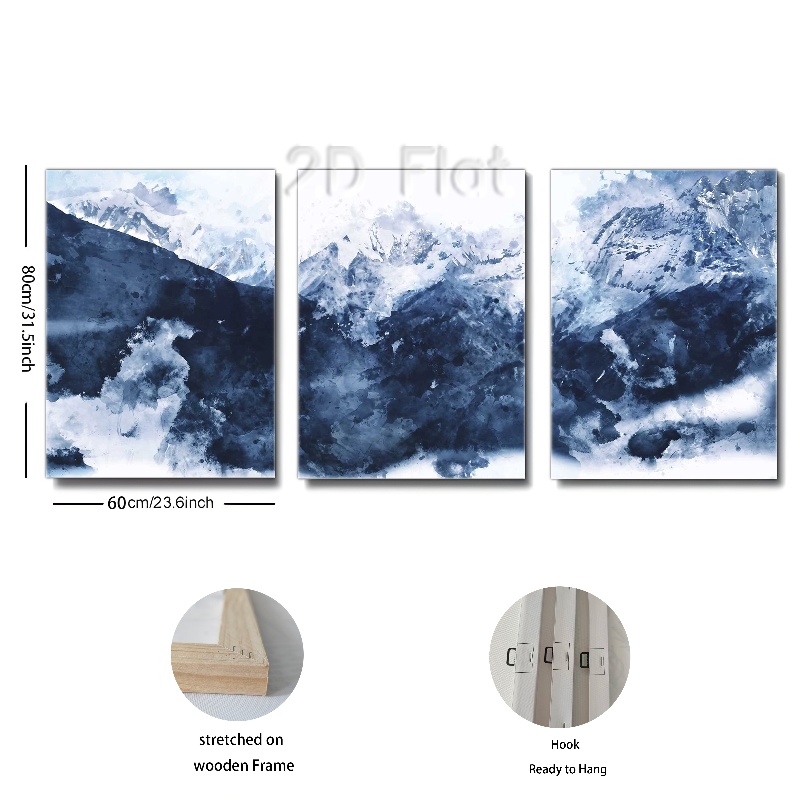 2D Flat
80cm/31.5inch
60cm/23.6inch
stretched on
wooden Frame
Hook
Ready to Hang